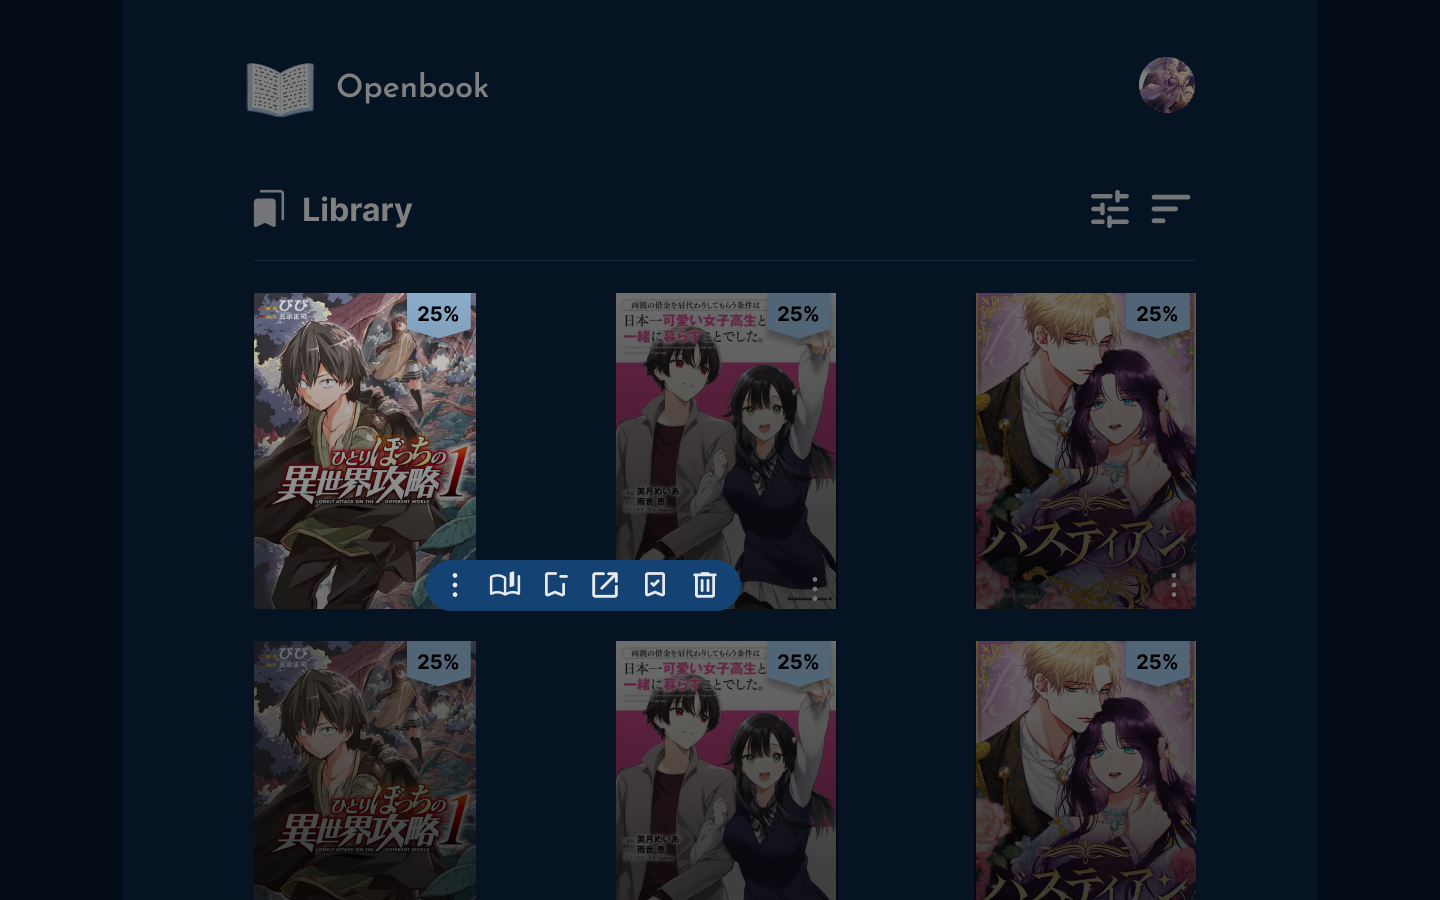 Openbook
Library
びび
五示正司
25%
ひとりぼっちの
異世界攻略 1
LONELY ATTACK ON THE DIFFERENT WORLD
両親の借金を肩代わりしてもらう条件は
日本一可愛い女子高生と
一緒に暮らすことでした。
25%
美月めいあ
雨音 恵
25%
バスティアン
びび
五示正司
25%
ひとりぼっちの
異世界攻略 1
LONELY ATTACK ON THE DIFFERENT WORLD
両親の借金を肩代わりしてもらう条件は
日本一可愛い女子高生と
一緒に暮らすことでした。
25%
美月めいあ
雨音 恵
25%
バスティアン